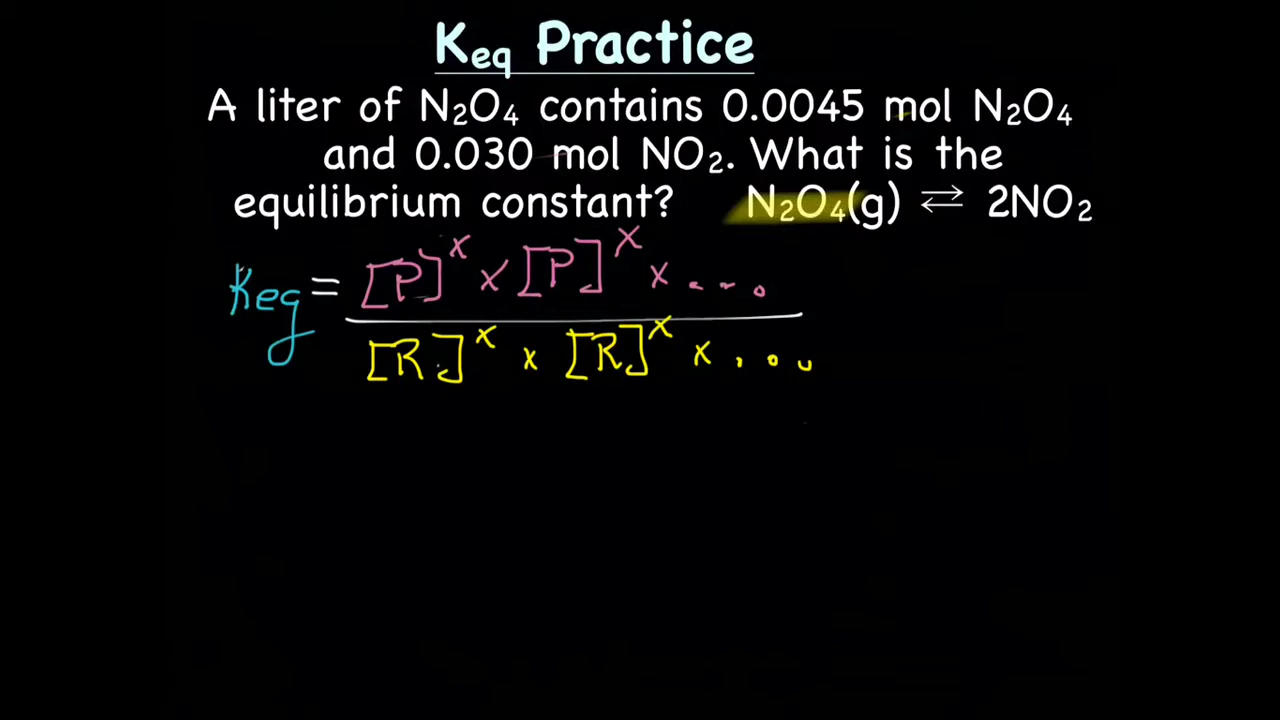 Keq Practice
A liter of N₂O₄ contains 0.0045 mol N₂O₄
and 0.030 mol NO₂. What is the
equilibrium constant? N₂O₄(g) ⇄ 2NO₂
Keq = [P]ˣ x [P]ˣ x ...
[R]ˣ x [R]ˣ x ...